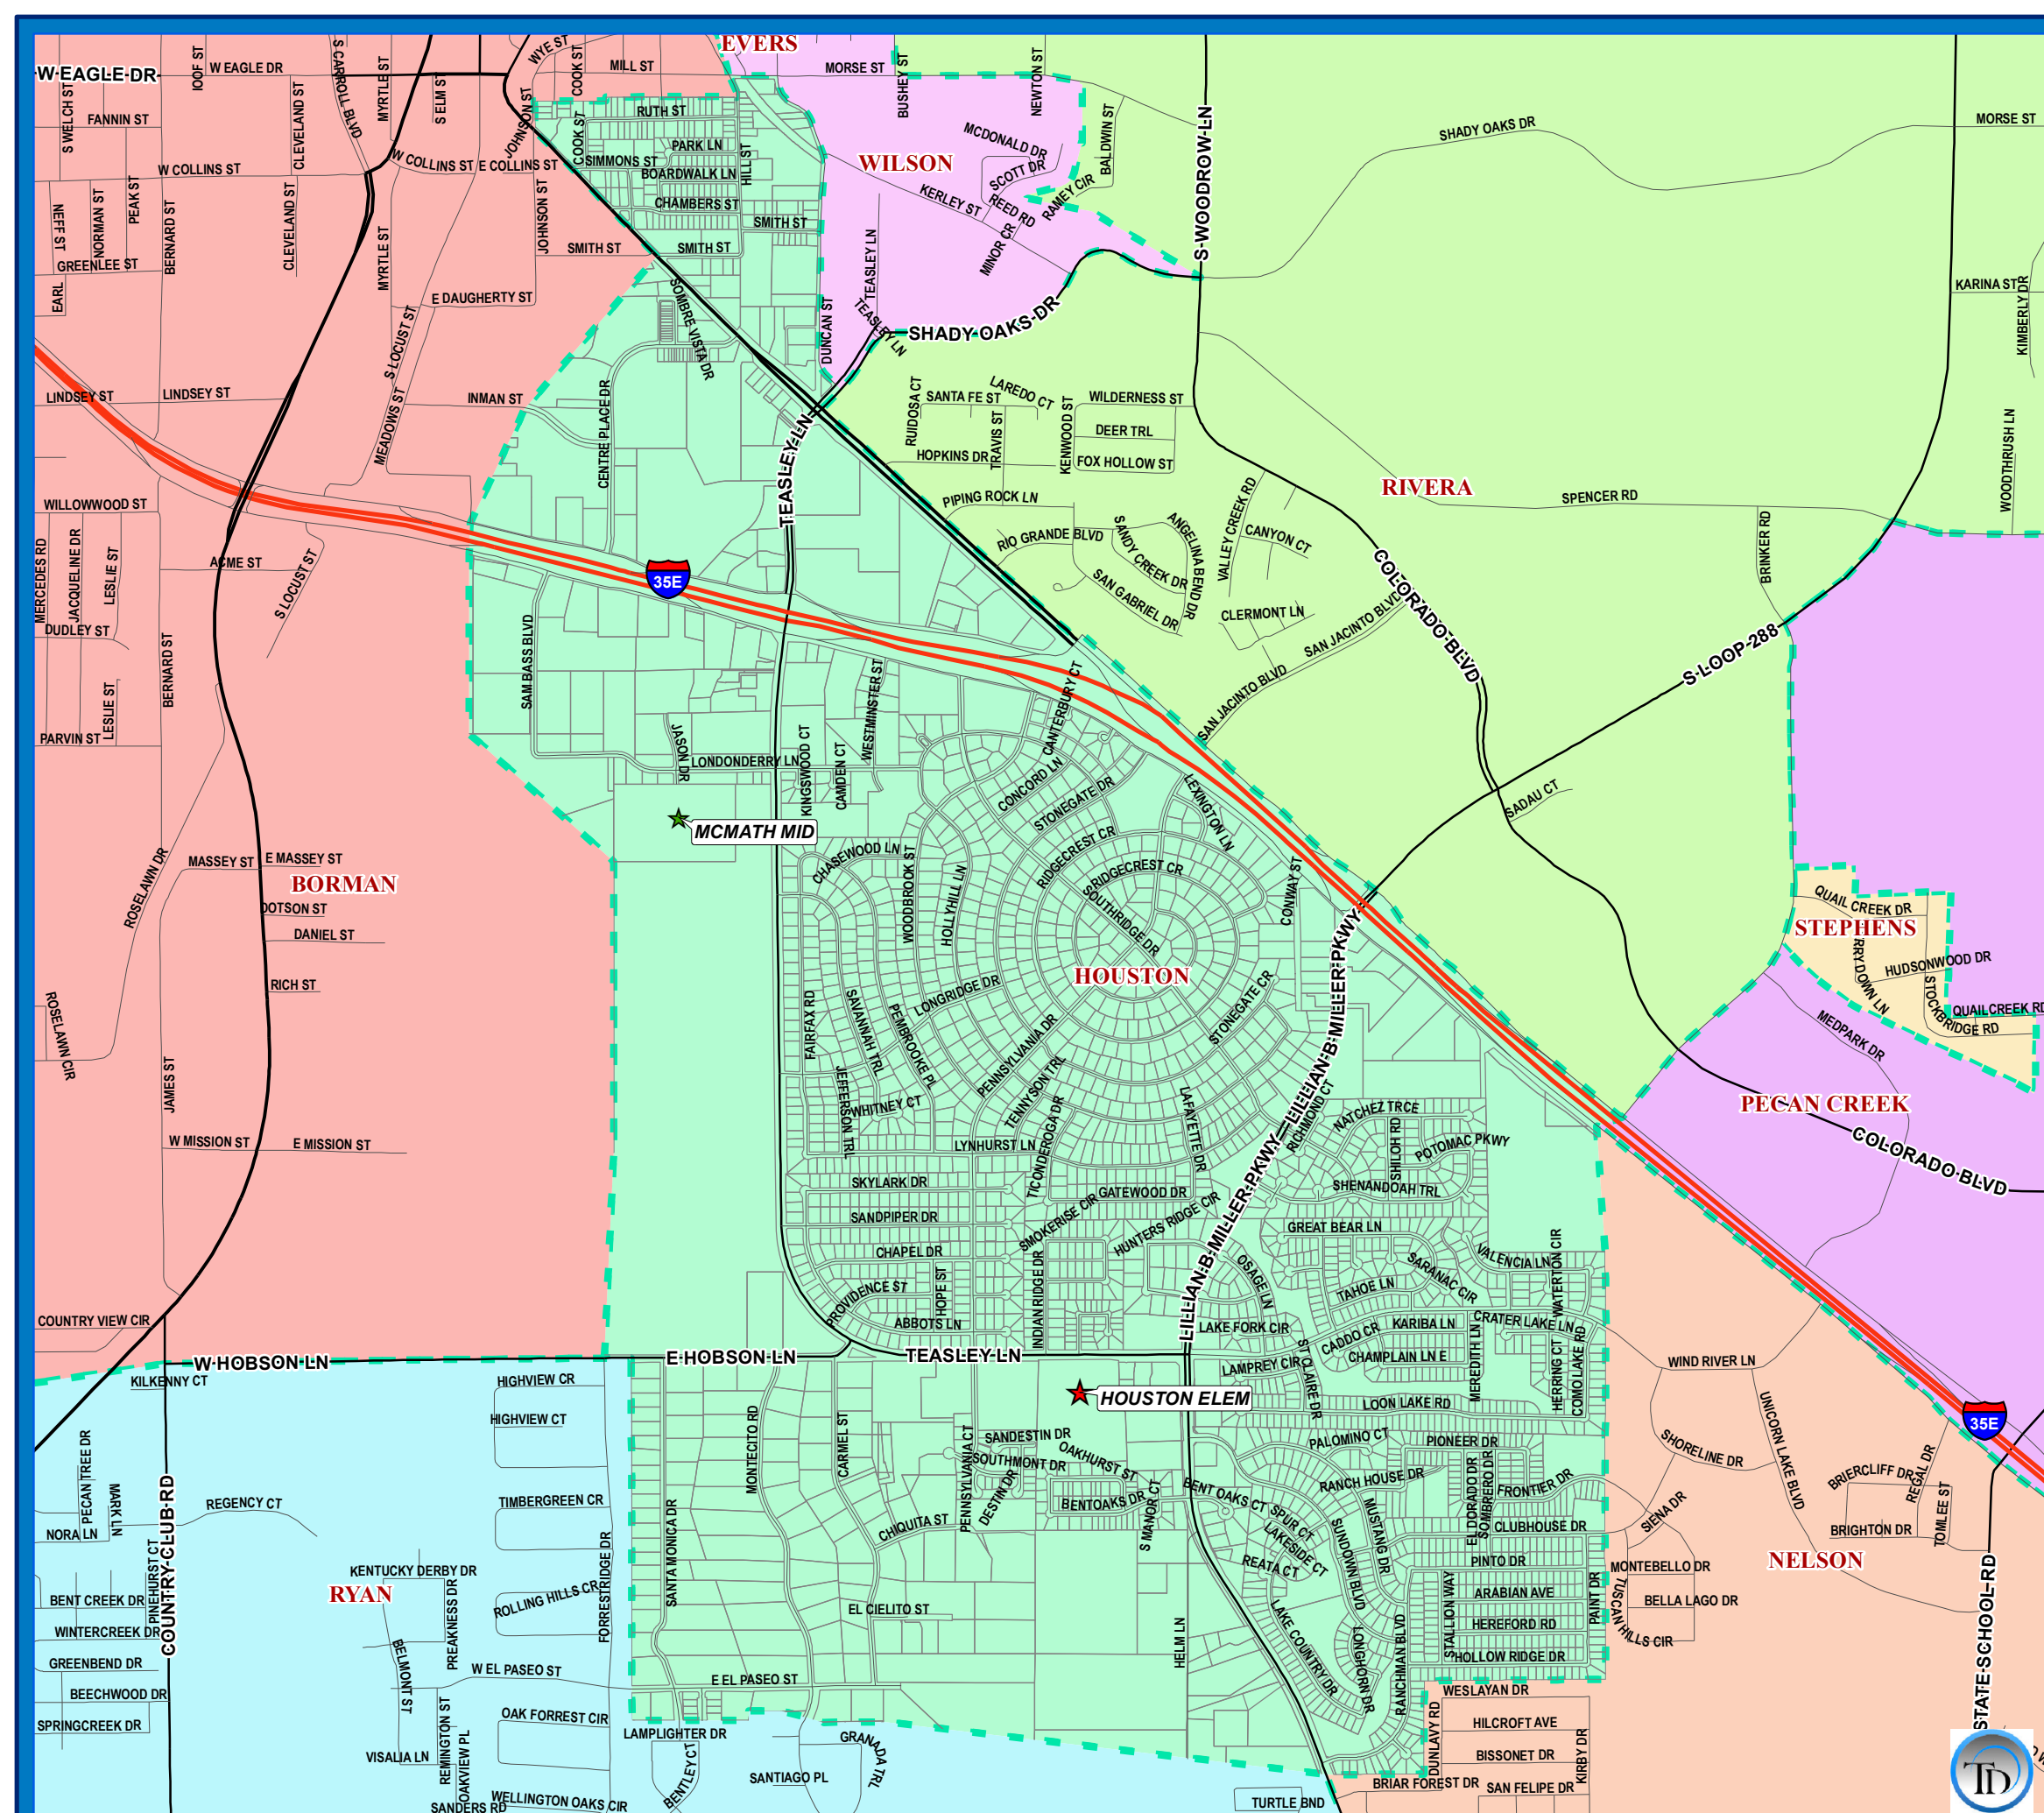 EVERS
W EAGLE DR
W EAGLE DR
IOOF ST
S CARROLL BLVD
MYRTLE ST
S ELM ST
WYE ST
COOK ST
MILL ST
MORSE ST
BUSHEY ST
NEWTON ST
S WELCH ST
FANNIN ST
CLEVELAND ST
JOHNSON ST
RUTH ST
COOK ST
PARK LN
SIMMONS ST
BOARDWALK LN
HILL ST
CHAMBERS ST
SMITH ST
SMITH ST
SMITH ST
WILSON
MCDONALD DR
SCOTT DR
BALDWIN ST
KERLEY ST
REED RD
RAMEY CIR
MINOR CR
S WOODROW LN
SHADY OAKS DR
MORSE ST
W COLLINS ST
W COLLINS ST
E COLLINS ST
NEFF ST
NORMAN ST
PEAK ST
BERNARD ST
CLEVELAND ST
MYRTLE ST
JOHNSON ST
GREENLEE ST
EARL
E DAUGHERTY ST
S LOCUST ST
SOMBRE VISTA DR
DUNCAN ST
TEASLEY LN
TEASLEY LN
SHADY OAKS DR
KARINA ST
KIMBERLY DR
LINDSEY ST
LINDSEY ST
MEADOWS ST
INMAN ST
CENTRE PLACE DR
TEASLEY LN
RUIDOSA CT
SANTA FE ST
LAREDO CT
TRAVIS ST
KENWOOD ST
WILDERNESS ST
DEER TRL
FOX HOLLOW ST
HOPKINS DR
PIPING ROCK LN
RIVERA
SPENCER RD
WOODTHRUSH LN
WILLOWWOOD ST
MERCEDES RD
JACQUELINE DR
LESLIE ST
ACME ST
S LOCUST ST
35E
RIO GRANDE BLVD
SANDY CREEK DR
ANGELINA BEND DR
SAN GABRIEL DR
VALLEY CREEK RD
CANYON CT
CLERMONT LN
SAN JACINTO BLVD
SAN JACINTO BLVD
COLORADO BLVD
BRINKER RD
S LOOP 288
DUDLEY ST
LESLIE ST
BERNARD ST
PARVIN ST
SAM BASS BLVD
JASON DR
LONDONDERRY LN
KINGSWOOD CT
CAMDEN CT
WESTMINSTER ST
CANTERBURY CT
CONCORD LN
STONEGATE DR
LEXINGTON LN
SADAU CT
MCMATH MID
ROSELAWN DR
MASSEY ST
E MASSEY ST
BORMAN
DOTSON ST
DANIEL ST
RICH ST
CHASEWOOD LN
WOODBROOK ST
HOLLYHILL LN
RIDGECREST CR
S RIDGECREST CR
SOUTHRIDGE DR
CONWAY ST
HOUSTON
QUAIL CREEK DR
STEPHENS
HUDSONWOOD DR
STOCKBRIDGE RD
QUAILCREEK RD
MEDPARK DR
ROSELAWN CIR
FAIRFAX RD
SAVANNAH TRL
PEMBROOKE PL
LONGRIDGE DR
PENNSYLVANIA DR
STONEGATE CR
LILLIAN B MILLER PKWY
LILLIAN B MILLER PKWY
JAMES ST
JEFFERSON TRL
WHITNEY CT
TENNYSON TRL
TICONDEROGA DR
LAFAYETTE DR
RICHMOND CT
NATCHEZ TRCE
SHILOH RD
POTOMAC PKWY
PECAN CREEK
COLORADO BLVD
W MISSION ST
E MISSION ST
LYNHURST LN
SKYLARK DR
GATEWOOD DR
SHENANDOAH TRL
SANDPIPER DR
SMOKERISE CIR
HUNTERS RIDGE CIR
GREAT BEAR LN
CHAPEL DR
INDIAN RIDGE DR
OSAGE LN
SARANAC CIR
VALENCIA LN
WATERTON CIR
PROVIDENCE ST
HOPE ST
TAHOE LN
ABBOTS LN
LAKE FORK CIR
CADDO CR
KARIBA LN
CRATER LAKE LN
COUNTRY VIEW CIR
W HOBSON LN
E HOBSON LN
TEASLEY LN
LILLIAN B MILLER PKWY
LAMPREY CIR
ST CLAIRE DR
CHAMPLAIN LN E
MEREDITH LN
HERRING CT
COMO LAKE RD
WIND RIVER LN
KILKENNY CT
HIGHVIEW CR
HIGHVIEW CT
HOUSTON ELEM
LOON LAKE RD
UNICORN LAKE BLVD
35E
PECAN TREE DR
MARK LN
COUNTRY CLUB RD
REGENCY CT
NORA LN
TIMBERGREEN CR
MONTECITO RD
CARMEL ST
PENNSYLVANIA CT
SANDESTIN DR
SOUTHMONT DR
DESTIN DR
OAKHURST ST
BENTOAKS DR
S MANOR CT
BENT OAKS CT
PALOMINO CT
PIONEER DR
RANCH HOUSE DR
ELDORADO DR
SOMBRERO DR
FRONTIER DR
SHORELINE DR
BRIERCLIFF DR
REGAL DR
TOMLEE ST
SIENA DR
CHIQUITA ST
SPUR CT
LAKESIDE CT
REATA CT
SUNDOWN BLVD
MUSTANG DR
CLUBHOUSE DR
PINTO DR
BRIGHTON DR
NELSON
MONTEBELLO DR
PINEHURST CT
KENTUCKY DERBY DR
RYAN
PREAKNESS DR
ROLLING HILLS CR
FORRESTRIDGE DR
SANTA MONICA DR
EL CIELITO ST
HELM LN
LAKE COUNTRY DR
LONGHORN DR
RANCHMAN BLVD
STALLION WAY
ARABIAN AVE
HEREFORD RD
PAINT DR
TUSCAN HILLS CIR
BELLA LAGO DR
STATE SCHOOL RD
BENT CREEK DR
WINTERCREEK DR
GREENBEND DR
BEECHWOOD DR
SPRINGCREEK DR
BELMONT ST
W EL PASEO ST
E EL PASEO ST
HOLLOW RIDGE DR
WESLAYAN DR
REMINGTON ST
OAKVIEW PL
OAK FORREST CIR
LAMPLIGHTER DR
GRANADA TRL
DUNLAVY RD
HILCROFT AVE
BISSONET DR
KIRBY DR
VISALIA LN
BENTLEY CT
SANTIAGO PL
BRIAR FOREST DR
SAN FELIPE DR
SANDERS RD
WELLINGTON OAKS CIR
TURTLE BND
TD